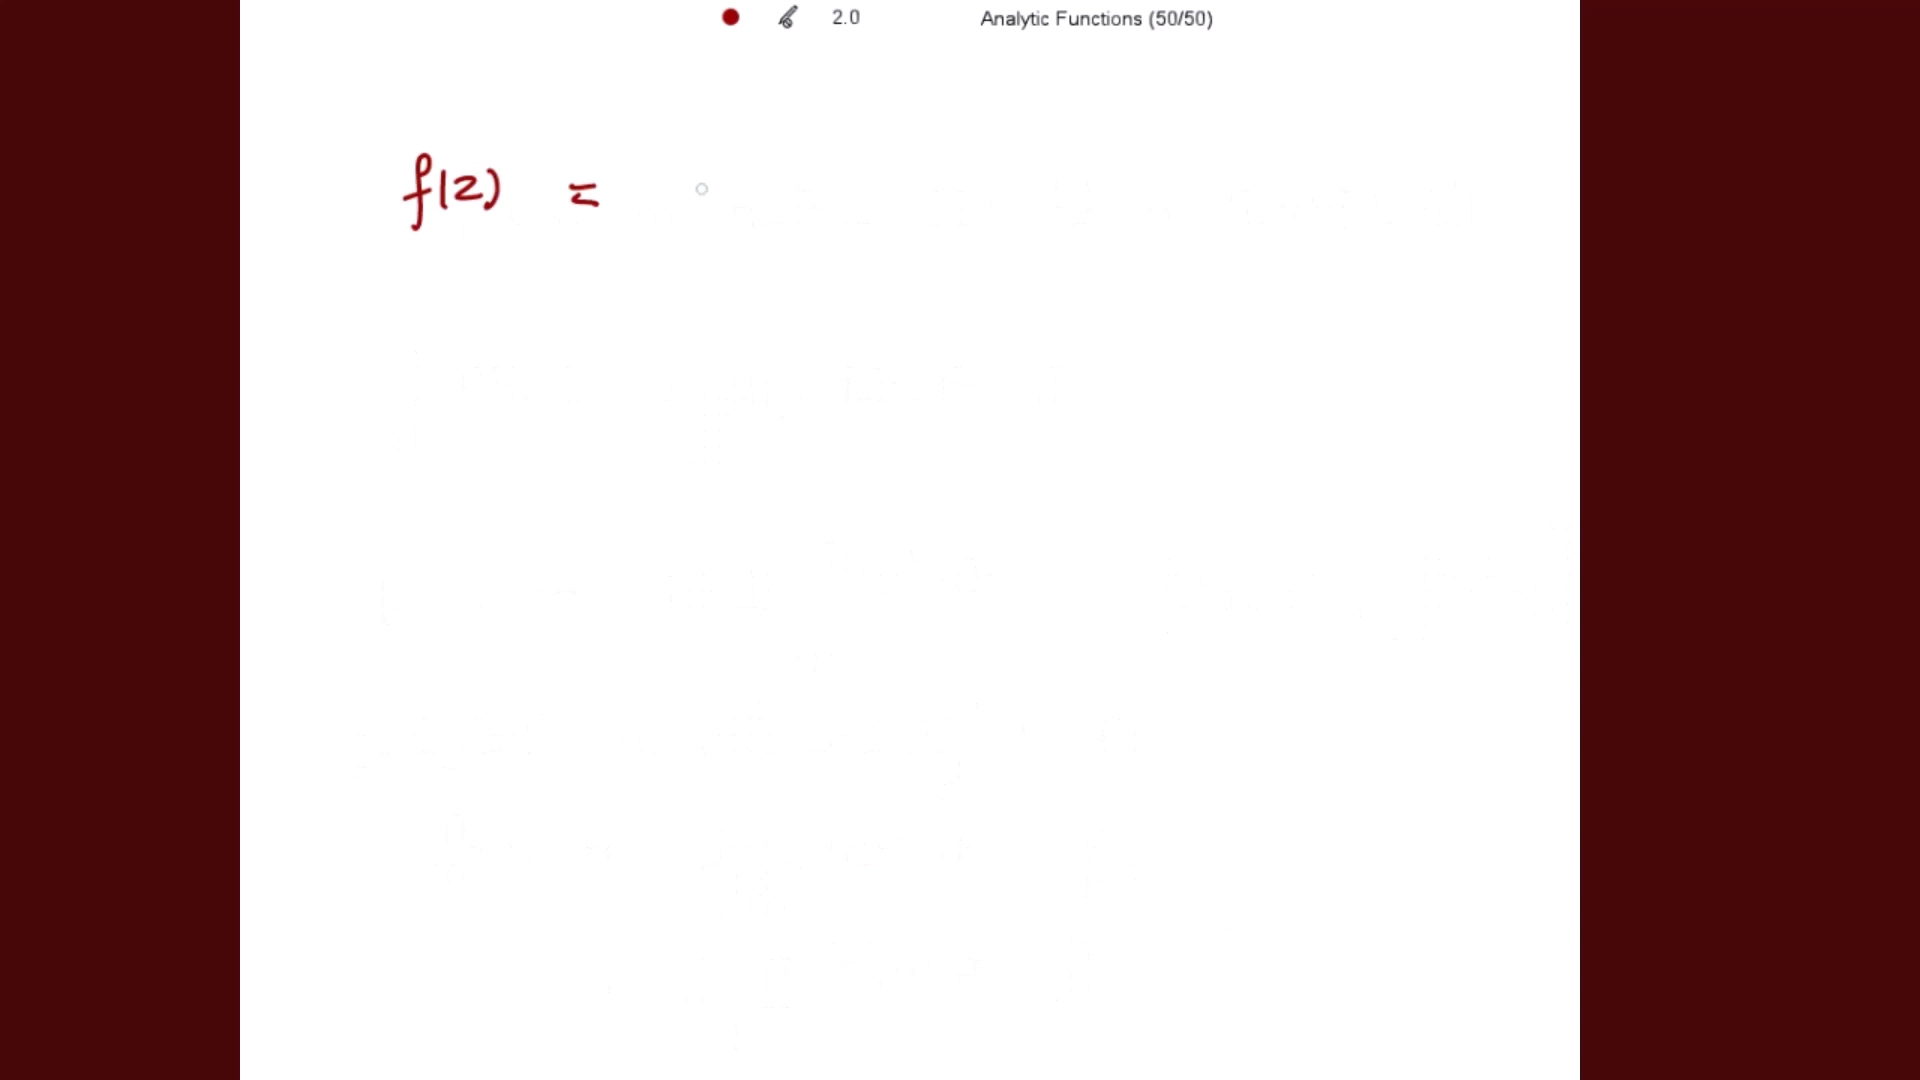 2.0 Analytic Functions (50/50)
f(z) =